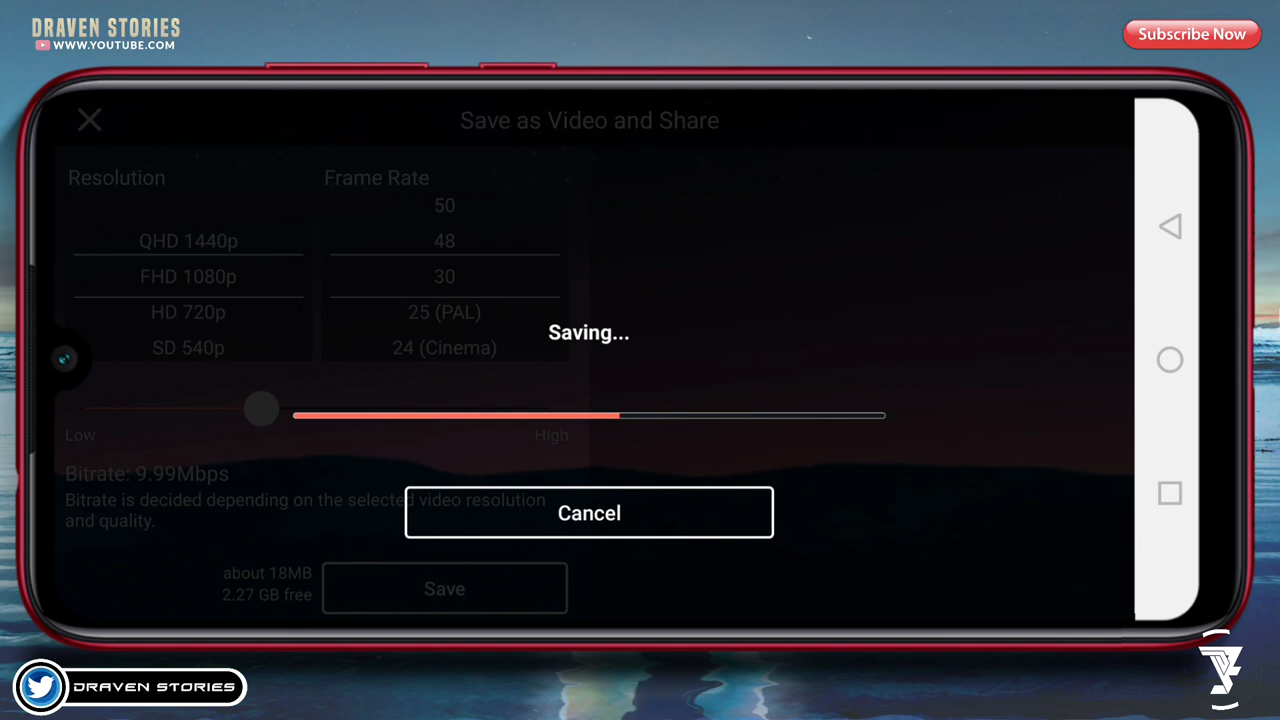 DRAVEN STORIES
WWW.YOUTUBE.COM
Subscribe Now
Save as Video and Share
Resolution
Frame Rate
50
QHD 1440p
48
FHD 1080p
30
HD 720p
25 (PAL)
SD 540p
24 (Cinema)
Saving...
Low
High
Bitrate: 9.99Mbps
Bitrate is decided depending on the selected video resolution
and quality.
Cancel
about 18MB
2.27 GB free
Save
DRAVEN STORIES